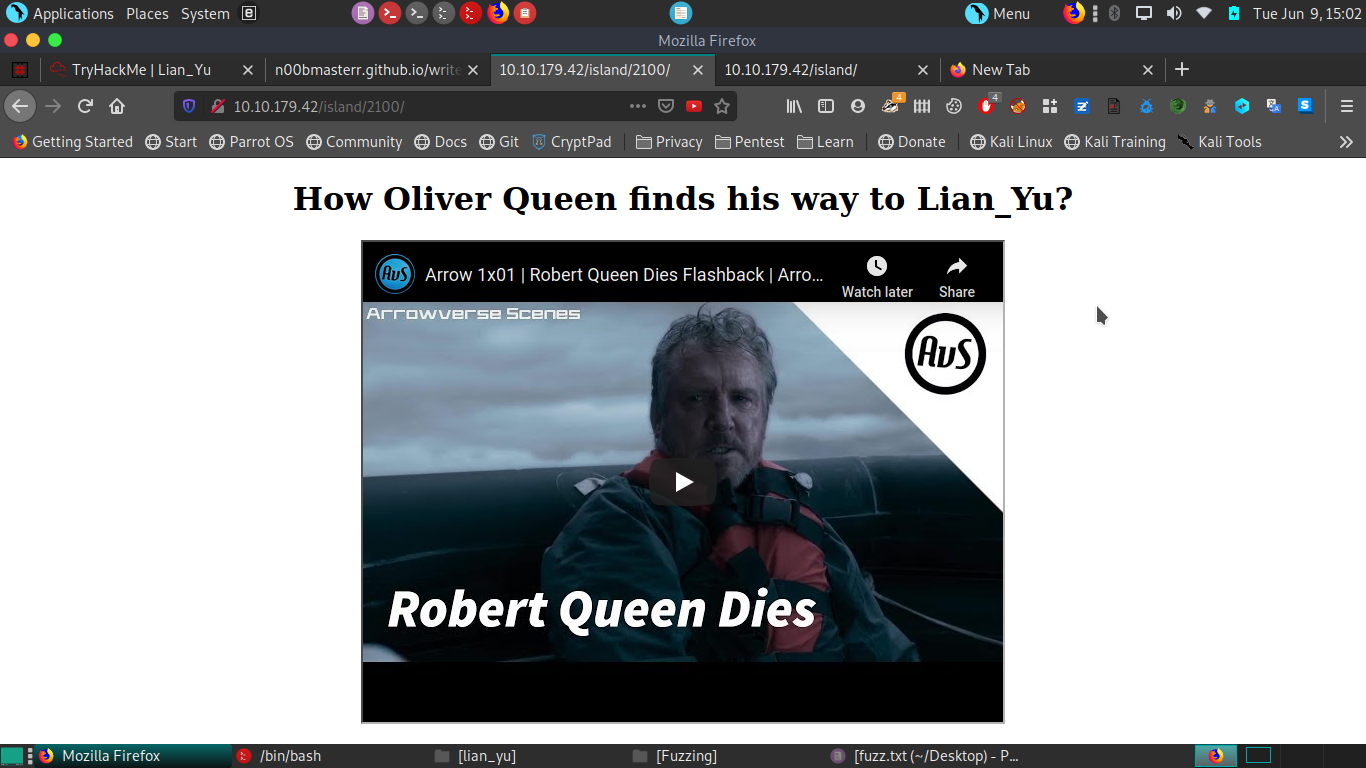 Applications Places System Menu Tue Jun 9, 15:02
Mozilla Firefox
TryHackMe | Lian_Yu n00bmasterr.github.io/write 10.10.179.42/island/2100/ 10.10.179.42/island/ New Tab
10.10.179.42/island/2100/ 4 4
Getting Started Start Parrot OS Community Docs Git CryptPad Privacy Pentest Learn Donate Kali Linux Kali Training Kali Tools
How Oliver Queen finds his way to Lian_Yu?
AvS Arrow 1x01 | Robert Queen Dies Flashback | Arro...
Watch later Share
Arrowverse Scenes
AvS
Robert Queen Dies
Mozilla Firefox /bin/bash [lian_yu] [Fuzzing] [fuzz.txt (~/Desktop) - P...